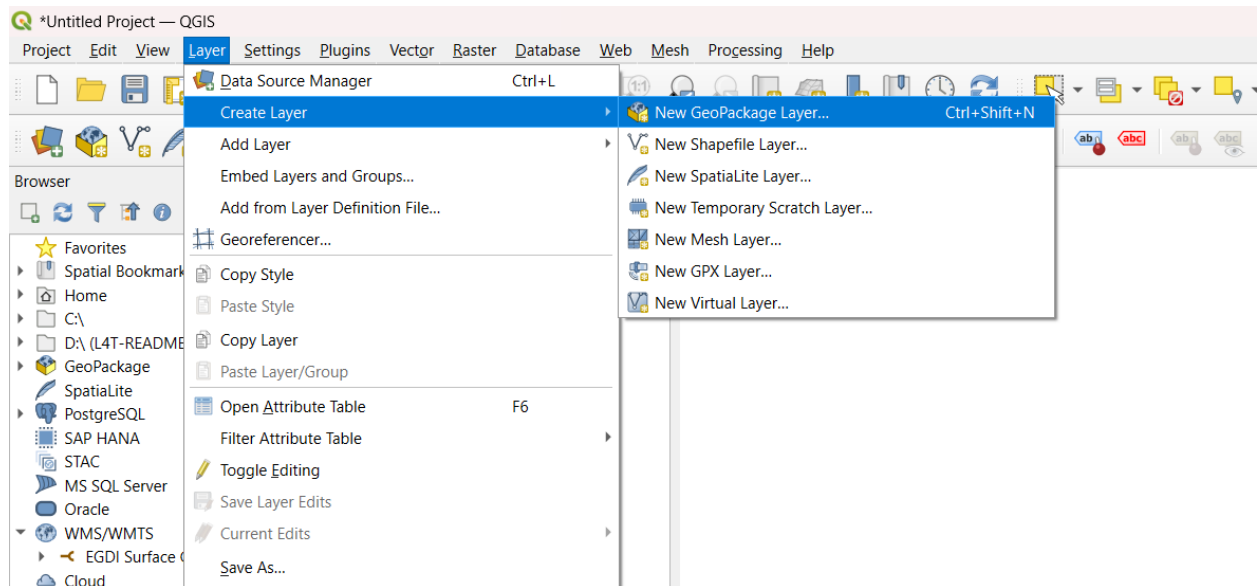 *Untitled Project — QGIS
Project Edit View Layer Settings Plugins Vector Raster Database Web Mesh Processing Help
Data Source Manager Ctrl+L
Create Layer
New GeoPackage Layer... Ctrl+Shift+N
Add Layer
New Shapefile Layer...
Embed Layers and Groups...
New SpatiaLite Layer...
Add from Layer Definition File...
New Temporary Scratch Layer...
Georeferencer...
New Mesh Layer...
Copy Style
New GPX Layer...
Paste Style
New Virtual Layer...
Copy Layer
Paste Layer/Group
Open Attribute Table F6
Filter Attribute Table
Toggle Editing
Save Layer Edits
Current Edits
Save As...
1:1
ab
abc
ab
abc
Browser
Favorites
Spatial Bookmark
Home
C:\
D:\ (L4T-README
GeoPackage
SpatiaLite
PostgreSQL
SAP HANA
STAC
MS SQL Server
Oracle
WMS/WMTS
EGDI Surface
Cloud